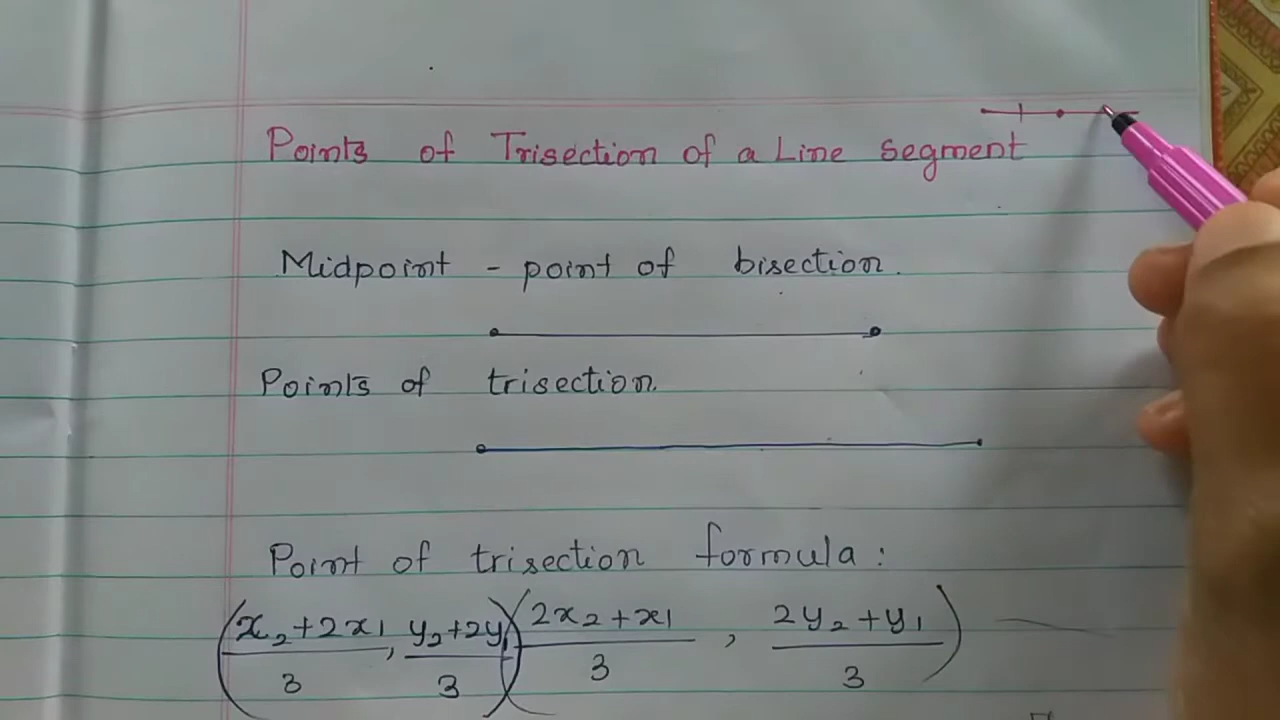 Points of Trisection of a Line segment
Midpoint - point of bisection.
Points of trisection.
Point of trisection formula:
(x₂+2x₁/3, y₂+2y₁/3)(2x₂+x₁/3, 2y₂+y₁/3)